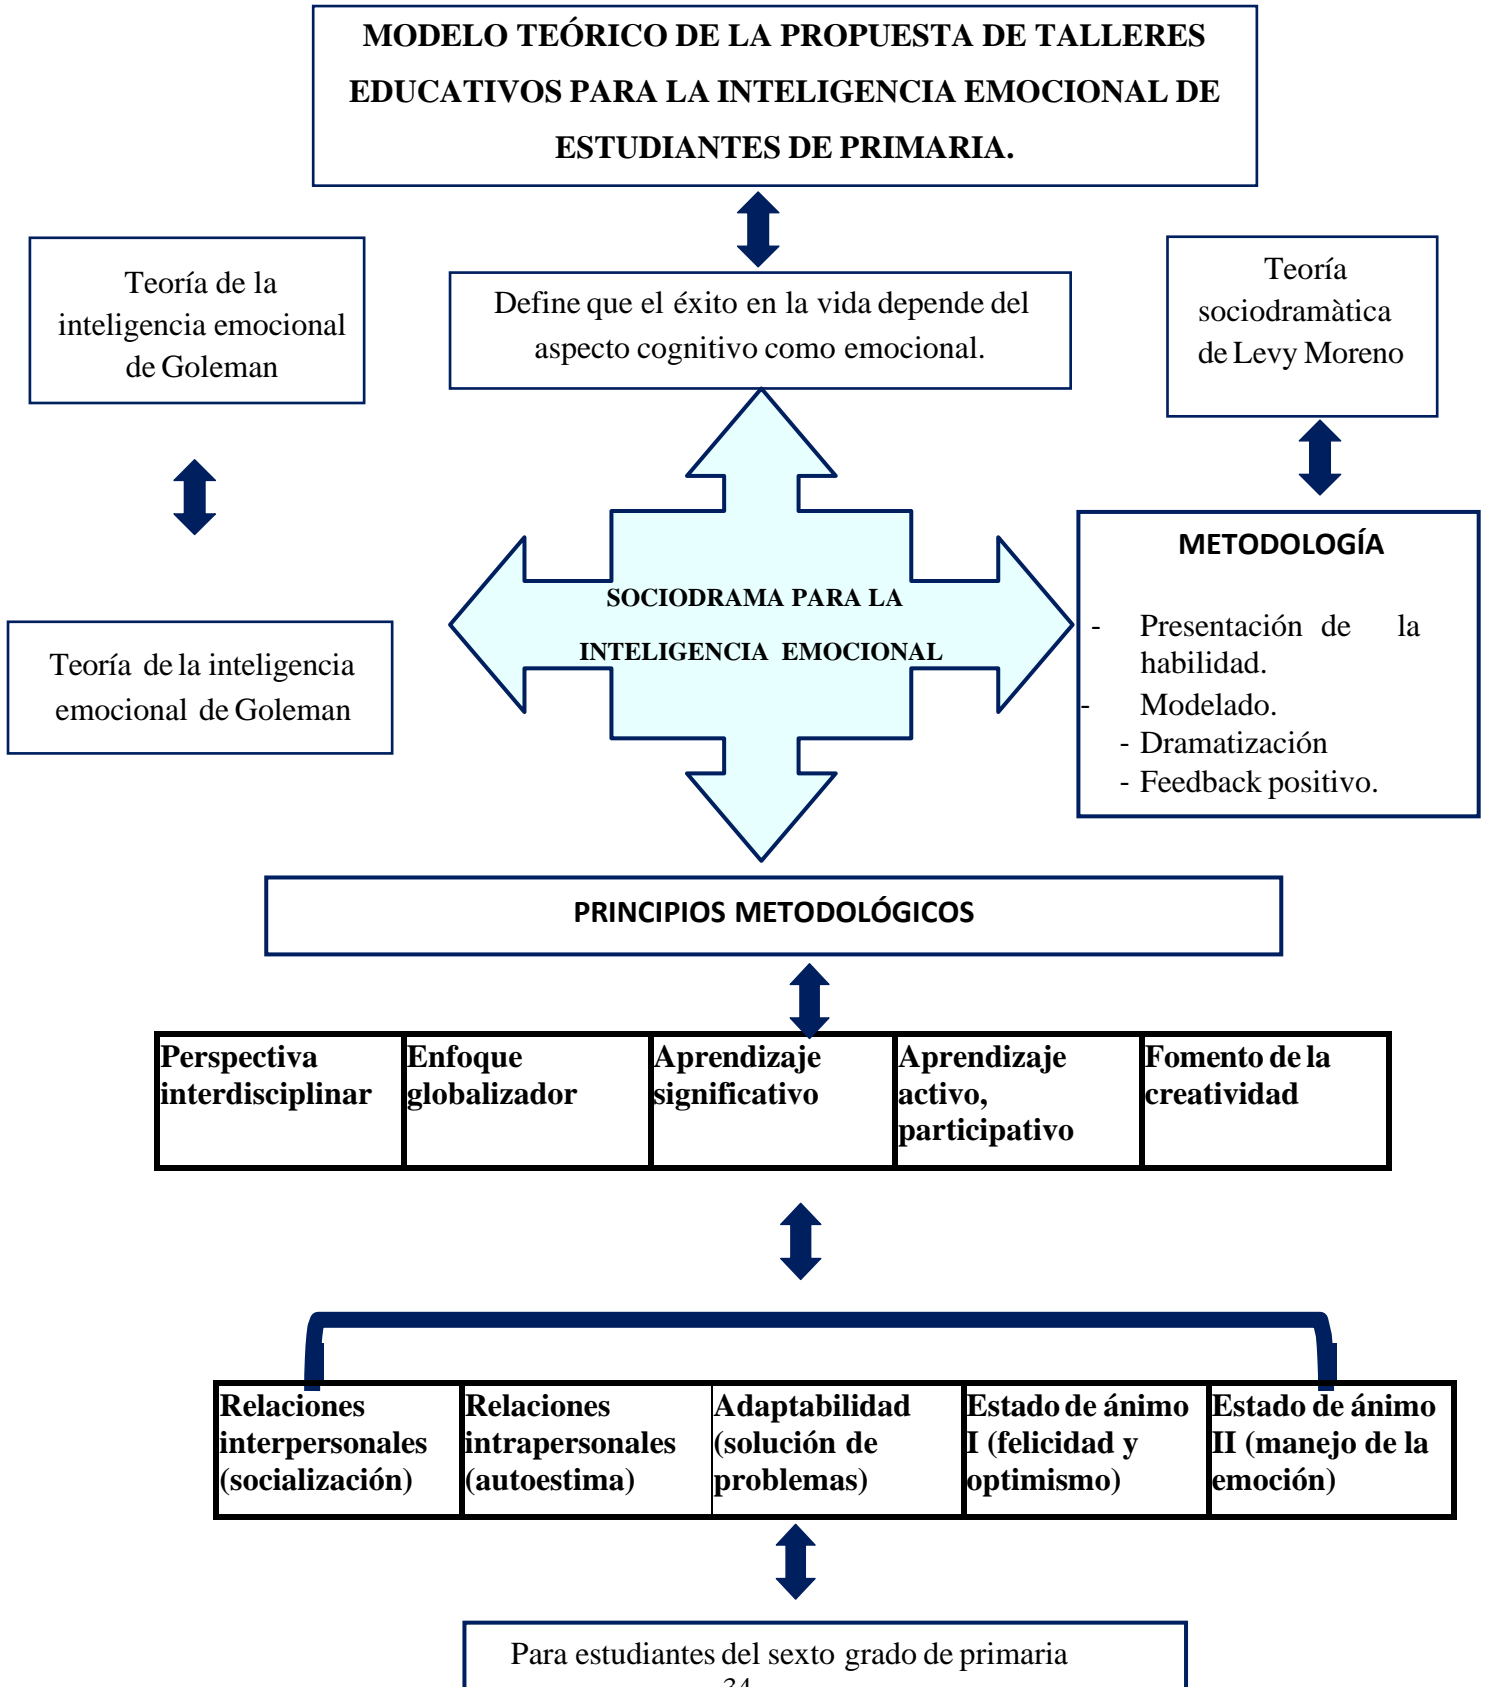 MODELO TEÓRICO DE LA PROPUESTA DE TALLERES
EDUCATIVOS PARA LA INTELIGENCIA EMOCIONAL DE
ESTUDIANTES DE PRIMARIA.
Teoría de la
inteligencia emocional
de Goleman
Define que el éxito en la vida depende del
aspecto cognitivo como emocional.
Teoría
sociodramàtica
de Levy Moreno
SOCIODRAMA PARA LA
INTELIGENCIA EMOCIONAL
Teoría de la inteligencia
emocional de Goleman
METODOLOGÍA
- Presentación de la
habilidad.
- Modelado.
- Dramatización
- Feedback positivo.
PRINCIPIOS METODOLÓGICOS
Perspectiva
interdisciplinar
Enfoque
globalizador
Aprendizaje
significativo
Aprendizaje
activo,
participativo
Fomento de la
creatividad
Relaciones
interpersonales
(socialización)
Relaciones
intrapersonales
(autoestima)
Adaptabilidad
(solución de
problemas)
Estado de ánimo
I (felicidad y
optimismo)
Estado de ánimo
II (manejo de la
emoción)
Para estudiantes del sexto grado de primaria
34